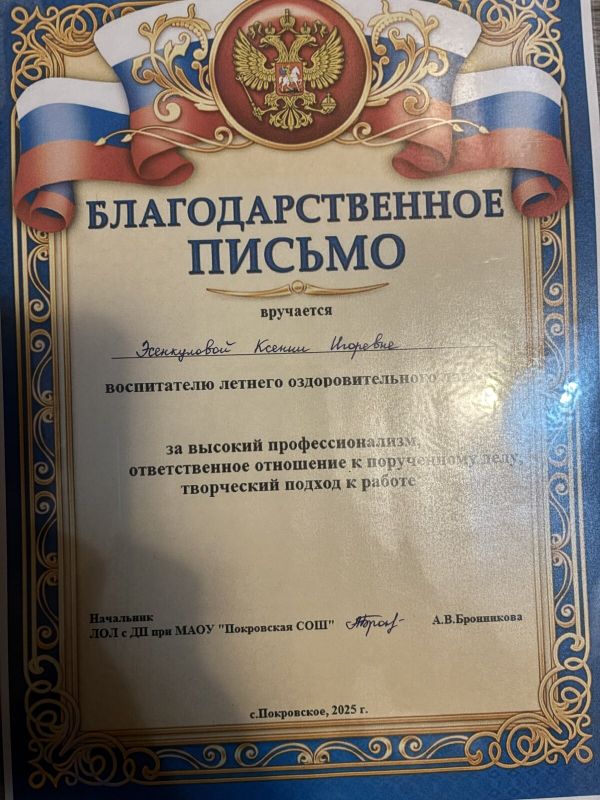 БЛАГОДАРСТВЕННОЕ
ПИСЬМО
вручается
Эсенкуловой Ксении Игоревне
воспитателю летнего оздоровительного лагеря
за высокий профессионализм,
ответственное отношение к порученному делу,
творческий подход к работе
Начальник
ЛОЛ с ДП при МАОУ "Покровская СОШ" А.В.Бронникова
с.Покровское, 2025 г.